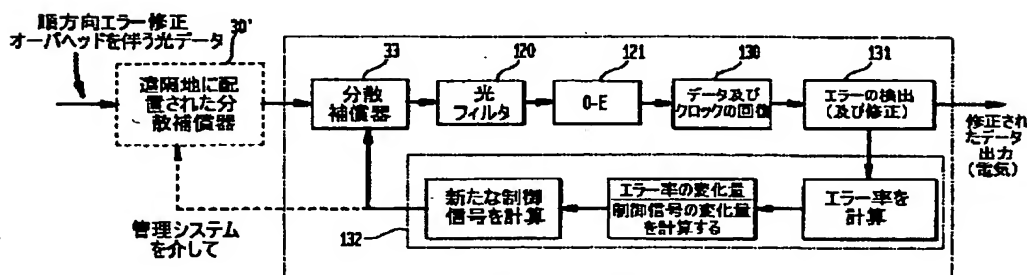 順方向エラー修正
オーバヘッドを伴う光データ
30'
遠隔地に配
置された分
散補償器
33
分散
補償器
120
光
フィルタ
121
O-E
130
データ及び
クロックの回復
131
エラーの検出
(及び修正)
修正され
たデータ
出力
(電気)
新たな制御
信号を計算
エラー率の変化量
制御信号の変化量
を計算する
エラー率を
計算
132
管理システム
を介して